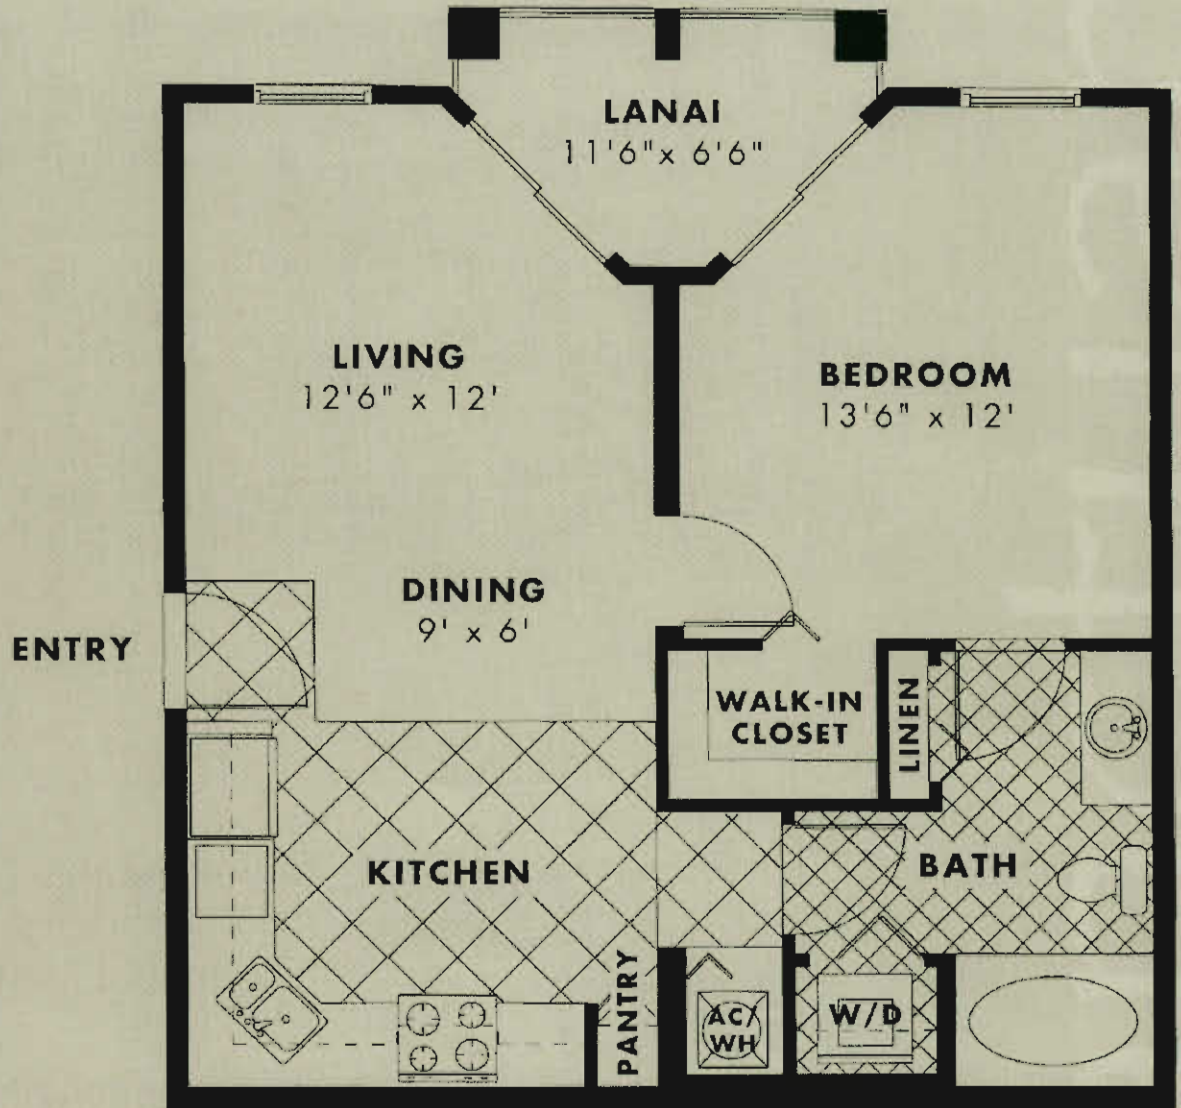 LANAI
11'6" x 6'6"
LIVING
12'6" x 12'
BEDROOM
13'6" x 12'
DINING
9' x 6'
ENTRY
WALK-IN
CLOSET
LINEN
KITCHEN
BATH
PANTRY
AC/
WH
W/D